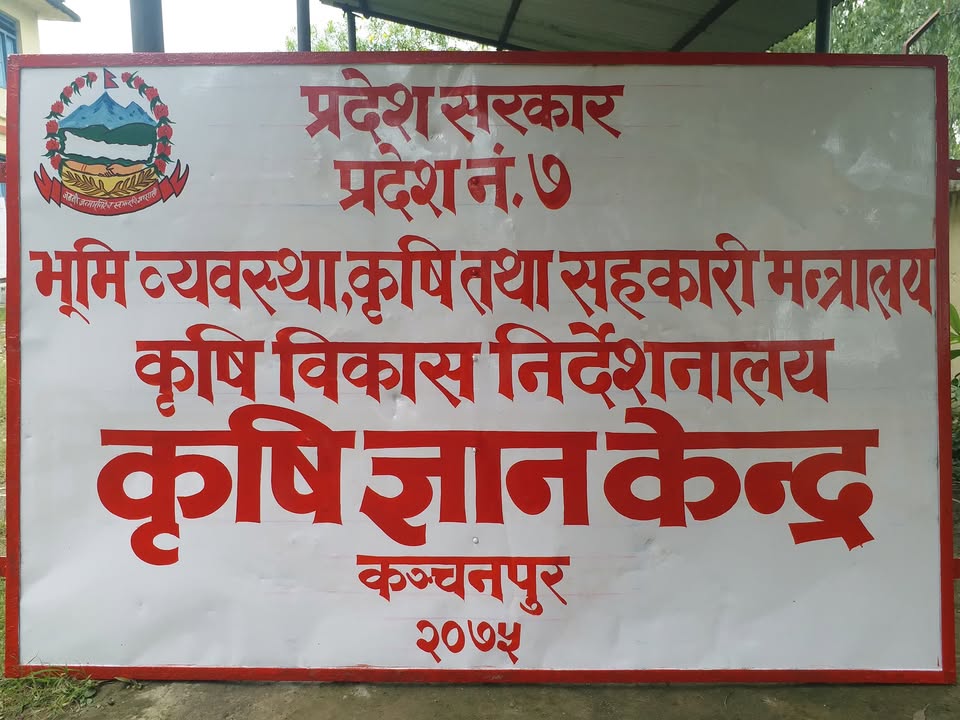 प्रदेश सरकार
प्रदेश नं. ७
भूमि व्यवस्था,कृषि तथा सहकारी मन्त्रालय
कृषि विकास निर्देशनालय
कृषि ज्ञान केन्द्र
कञ्चनपुर
२०७५